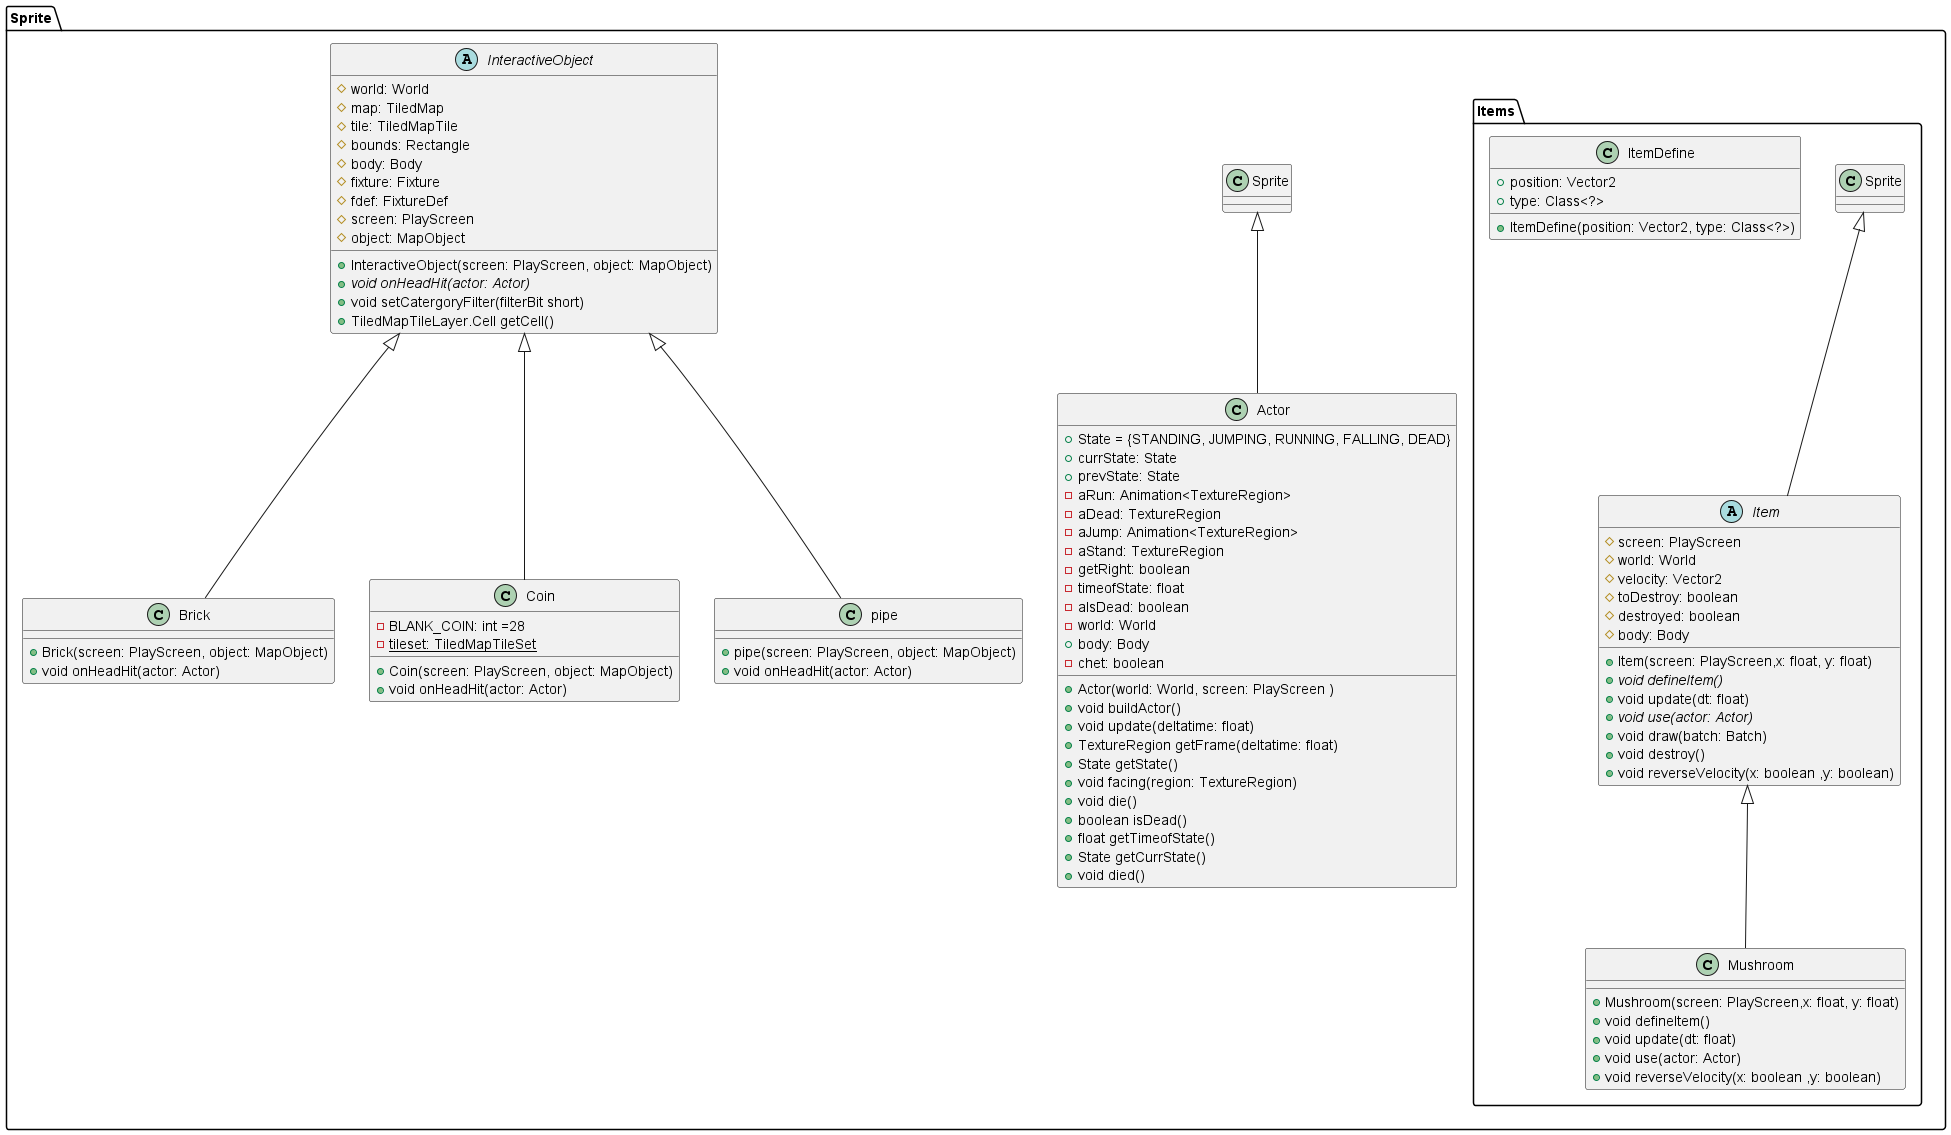 Sprite
A InteractiveObject
world: World
map: TiledMap
tile: TiledMapTile
bounds: Rectangle
body: Body
fixture: Fixture
fdef: FixtureDef
screen: PlayScreen
object: MapObject
InteractiveObject(screen: PlayScreen, object: MapObject)
void onHeadHit(actor: Actor)
void setCatergoryFilter(filterBit short)
TiledMapTileLayer.Cell getCell()
C Brick
Brick(screen: PlayScreen, object: MapObject)
void onHeadHit(actor: Actor)
C Coin
BLANK_COIN: int =28
tileset: TiledMapTileSet
Coin(screen: PlayScreen, object: MapObject)
void onHeadHit(actor: Actor)
C pipe
pipe(screen: PlayScreen, object: MapObject)
void onHeadHit(actor: Actor)
C Sprite
C Actor
State = {STANDING, JUMPING, RUNNING, FALLING, DEAD}
currState: State
prevState: State
aRun: Animation<TextureRegion>
aDead: TextureRegion
aJump: Animation<TextureRegion>
aStand: TextureRegion
getRight: boolean
timeofState: float
aIsDead: boolean
world: World
body: Body
chet: boolean
Actor(world: World, screen: PlayScreen )
void buildActor()
void update(deltatime: float)
TextureRegion getFrame(deltatime: float)
State getState()
void facing(region: TextureRegion)
void die()
boolean isDead()
float getTimeofState()
State getCurrState()
void died()
Items
C ItemDefine
position: Vector2
type: Class<?>
ItemDefine(position: Vector2, type: Class<?>)
C Sprite
A Item
screen: PlayScreen
world: World
velocity: Vector2
toDestroy: boolean
destroyed: boolean
body: Body
Item(screen: PlayScreen,x: float, y: float)
void defineItem()
void update(dt: float)
void use(actor: Actor)
void draw(batch: Batch)
void destroy()
void reverseVelocity(x: boolean ,y: boolean)
C Mushroom
Mushroom(screen: PlayScreen,x: float, y: float)
void defineItem()
void update(dt: float)
void use(actor: Actor)
void reverseVelocity(x: boolean ,y: boolean)